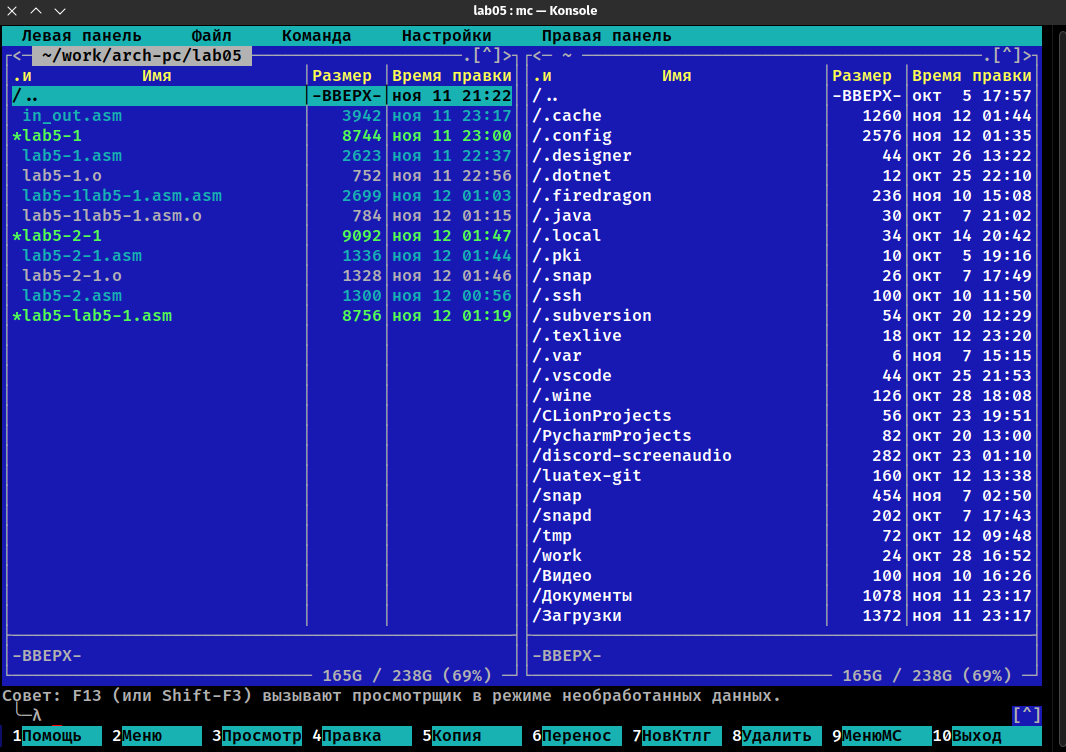 lab05 : mc — Konsole
Левая панель Файл Команда Настройки Правая панель
<— ~/work/arch-pc/lab05 .[^]>
.и Имя Размер Время правки
/.. -ВВЕРХ- ноя 11 21:22
in_out.asm 3942 ноя 11 23:17
*lab5-1 8744 ноя 11 23:00
lab5-1.asm 2623 ноя 11 22:37
lab5-1.o 752 ноя 11 22:56
lab5-1lab5-1.asm.asm 2699 ноя 12 01:03
lab5-1lab5-1.asm.o 784 ноя 12 01:15
*lab5-2-1 9092 ноя 12 01:47
lab5-2-1.asm 1336 ноя 12 01:44
lab5-2-1.o 1328 ноя 12 01:46
lab5-2.asm 1300 ноя 12 00:56
*lab5-lab5-1.asm 8756 ноя 12 01:19
-ВВЕРХ-
165G / 238G (69%)
<— ~ .[^]>
.и Имя Размер Время правки
/.. -ВВЕРХ- окт 5 17:57
/.cache 1260 ноя 12 01:44
/.config 2576 ноя 12 01:35
/.designer 44 окт 26 13:22
/.dotnet 12 окт 25 22:10
/.firedragon 236 ноя 10 15:08
/.java 30 окт 7 21:02
/.local 34 окт 14 20:42
/.pki 10 окт 5 19:16
/.snap 26 окт 7 17:49
/.ssh 100 окт 10 11:50
/.subversion 54 окт 20 12:29
/.texlive 18 окт 12 23:20
/.var 6 ноя 7 15:15
/.vscode 44 окт 25 21:53
/.wine 126 окт 28 18:08
/CLionProjects 56 окт 23 19:51
/PycharmProjects 82 окт 20 13:00
/discord-screenaudio 282 окт 23 01:10
/luatex-git 160 окт 12 13:38
/snap 454 ноя 7 02:50
/snapd 202 окт 7 17:43
/tmp 72 окт 12 09:48
/work 24 окт 28 16:52
/Видео 100 ноя 10 16:26
/Документы 1078 ноя 11 23:17
/Загрузки 1372 ноя 11 23:17
-ВВЕРХ-
165G / 238G (69%)
Совет: F13 (или Shift-F3) вызывают просмотрщик в режиме необработанных данных.
╰─λ _ [^]
1Помощь 2Меню 3Просмотр 4Правка 5Копия 6Перенос 7НовКтлг 8Удалить 9МенюМС 10Выход